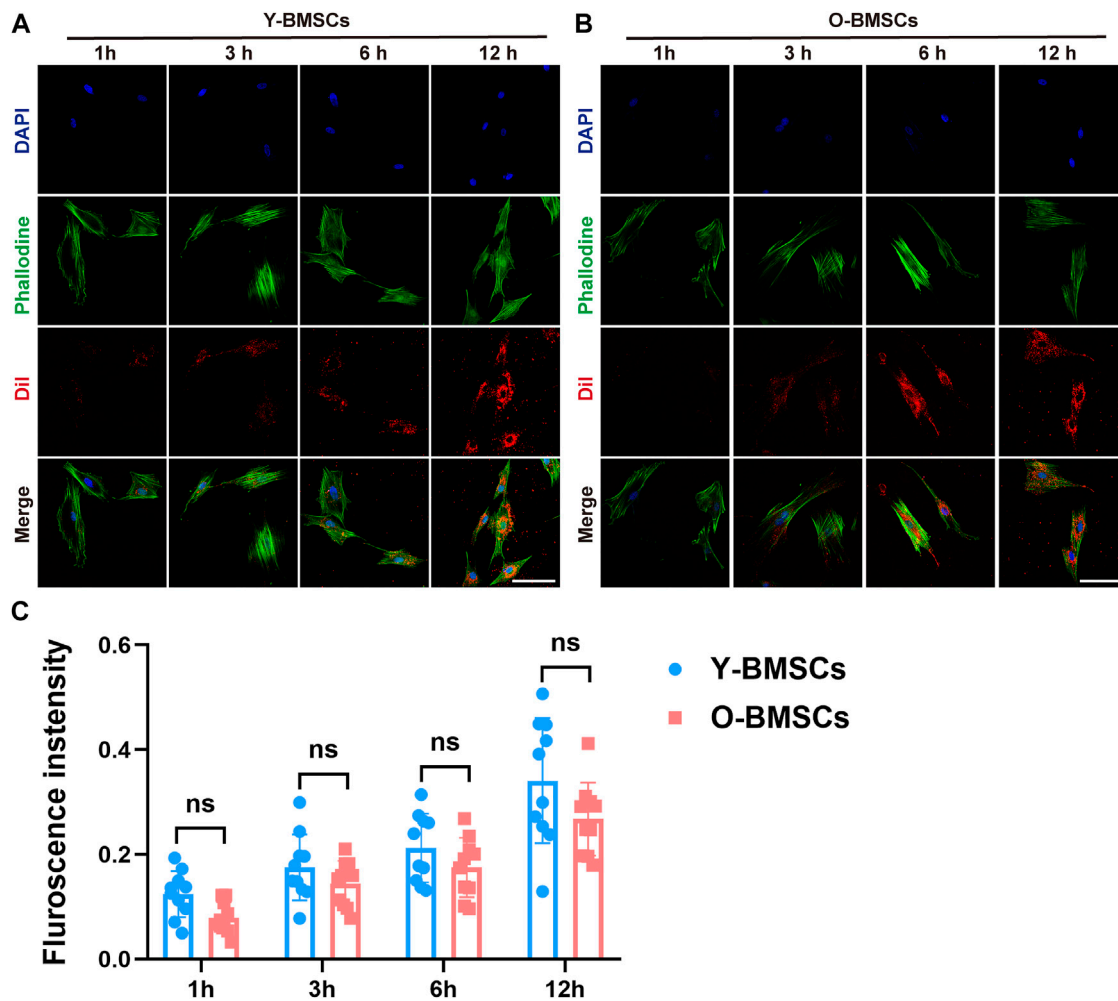 A
Y-BMSCs
1h
3 h
6 h
12 h
DAPI
Phallodine
Dil
Merge
B
O-BMSCs
1h
3 h
6 h
12 h
DAPI
Phallodine
Dil
Merge
C
Fluroscence instensity
0.6
0.4
0.2
0.0
ns
ns
ns
ns
1h
3h
6h
12h
Y-BMSCs
O-BMSCs